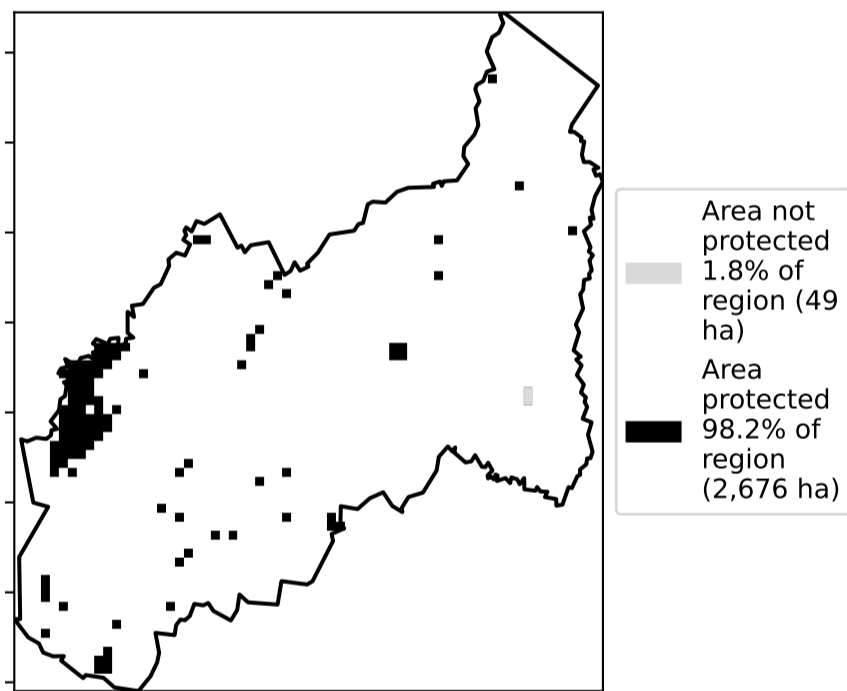 Area not
protected
1.8% of
region (49
ha)
Area
protected
98.2% of
region
(2,676 ha)